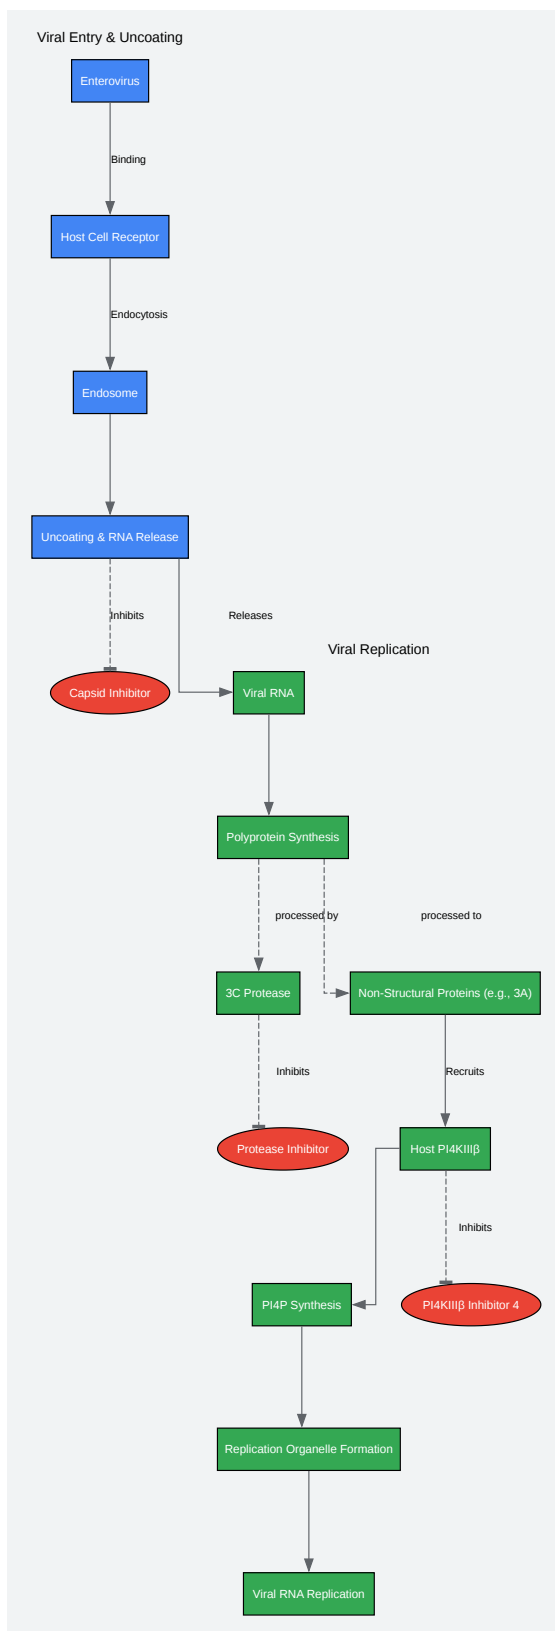 Viral Entry & Uncoating
Enterovirus
Binding
Host Cell Receptor
Endocytosis
Endosome
Uncoating & RNA Release
Inhibits
Releases
Viral Replication
Capsid Inhibitor
Viral RNA
Polyprotein Synthesis
processed by
processed to
3C Protease
Non-Structural Proteins (e.g., 3A)
Inhibits
Recruits
Protease Inhibitor
Host PI4KIIIβ
Inhibits
PI4P Synthesis
PI4KIIIβ Inhibitor 4
Replication Organelle Formation
Viral RNA Replication